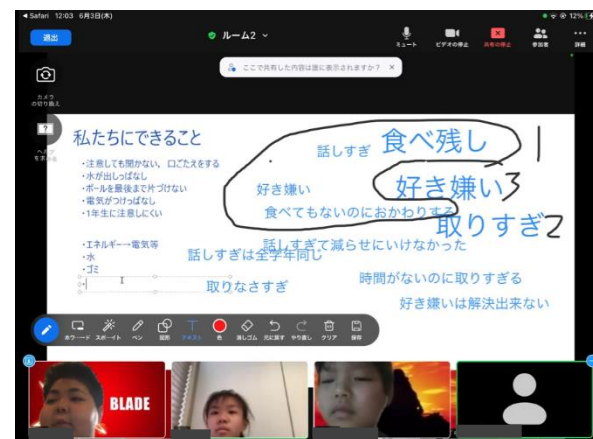 Safari 12:03 6月3日(木)
12%
退出
ルーム2
ミュート
ビデオの停止
共有の停止
参加者
詳細
ここで共有した内容は誰に表示されますか?
カメラ
の切り替え
ヘルプ
を求める
私たちにできること
・注意しても聞かない、口ごたえをする
・水が出しっぱなし
・ボールを最後まで片づけない
・電気がつけっぱなし
・1年生に注意しにくい
・エネルギー→電気等
・水
・ゴミ
話しすぎ
食べ残し
1
好き嫌い
好き嫌い
3
食べてもないのにおかわりする
取りすぎ
2
話しすぎて減らせにいけなかった
話しすぎは全学年同じ
取りなさすぎ
時間がないのに取りすぎる
好き嫌いは解決出来ない
スポットライト
ペン
図形
テキスト
色
消しゴム
元に戻す
やり直し
クリア
保存
BLADE